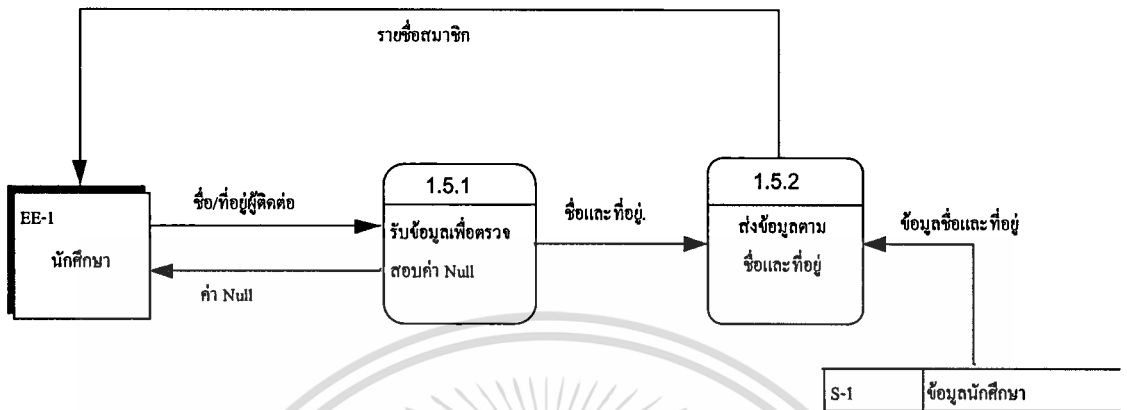 รายชื่อสมาชิก
EE-1
นักศึกษา
ชื่อ/ที่อยู่ผู้ติดต่อ
ค่า Null
1.5.1
รับข้อมูลเพื่อตรวจ
สอบค่า Null
ชื่อและที่อยู่.
1.5.2
ส่งข้อมูลตาม
ชื่อและที่อยู่
ข้อมูลชื่อและที่อยู่
S-1
ข้อมูลนักศึกษา